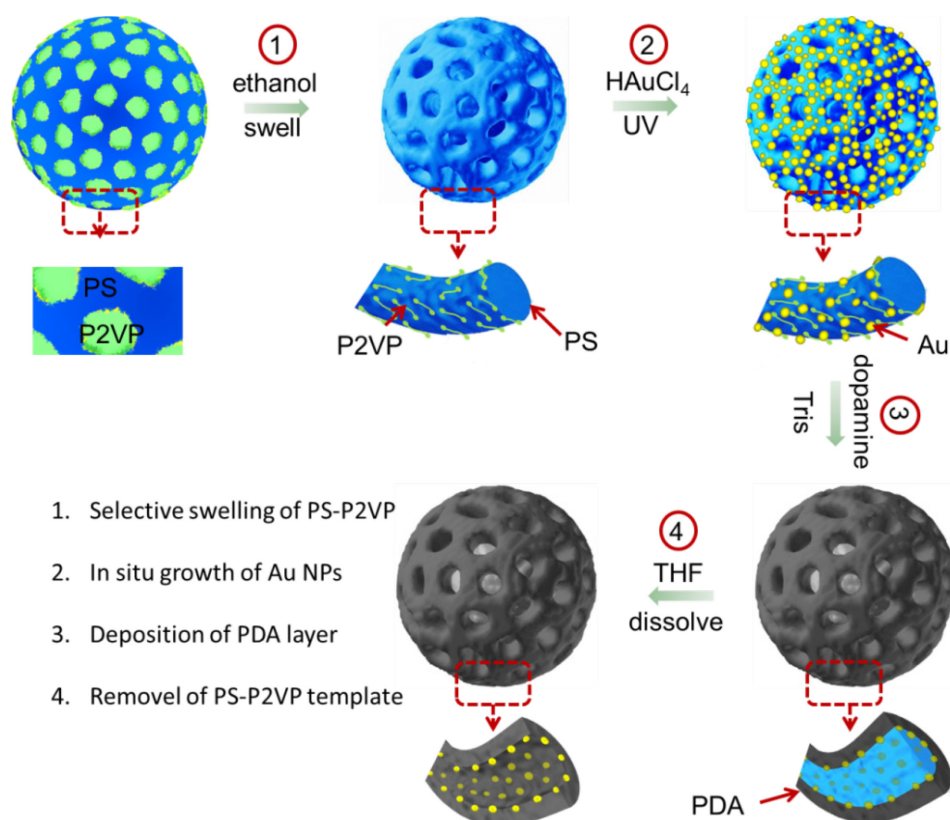 1
ethanol
swell
2
HAuCl₄
UV
PS
P2VP
P2VP
PS
Au
3
dopamine
Tris
1. Selective swelling of PS-P2VP
2. In situ growth of Au NPs
3. Deposition of PDA layer
4. Removel of PS-P2VP template
4
THF
dissolve
PDA